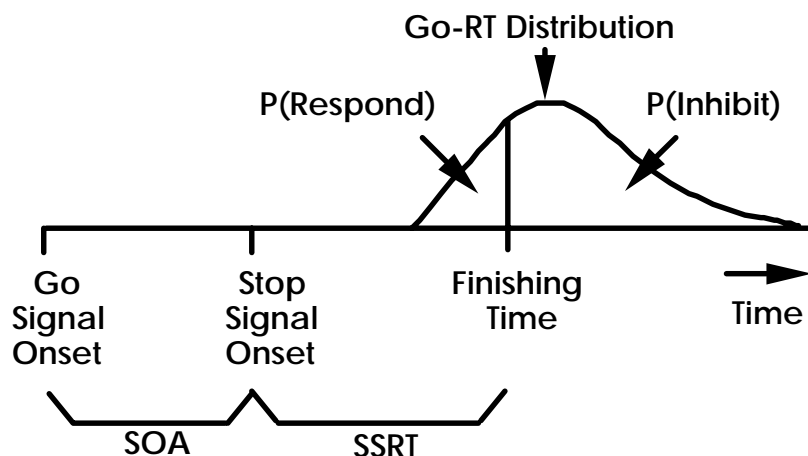 Go-RT Distribution
P(Respond)
P(Inhibit)
Go
Signal
Onset
Stop
Signal
Onset
Finishing
Time
Time
SOA
SSRT